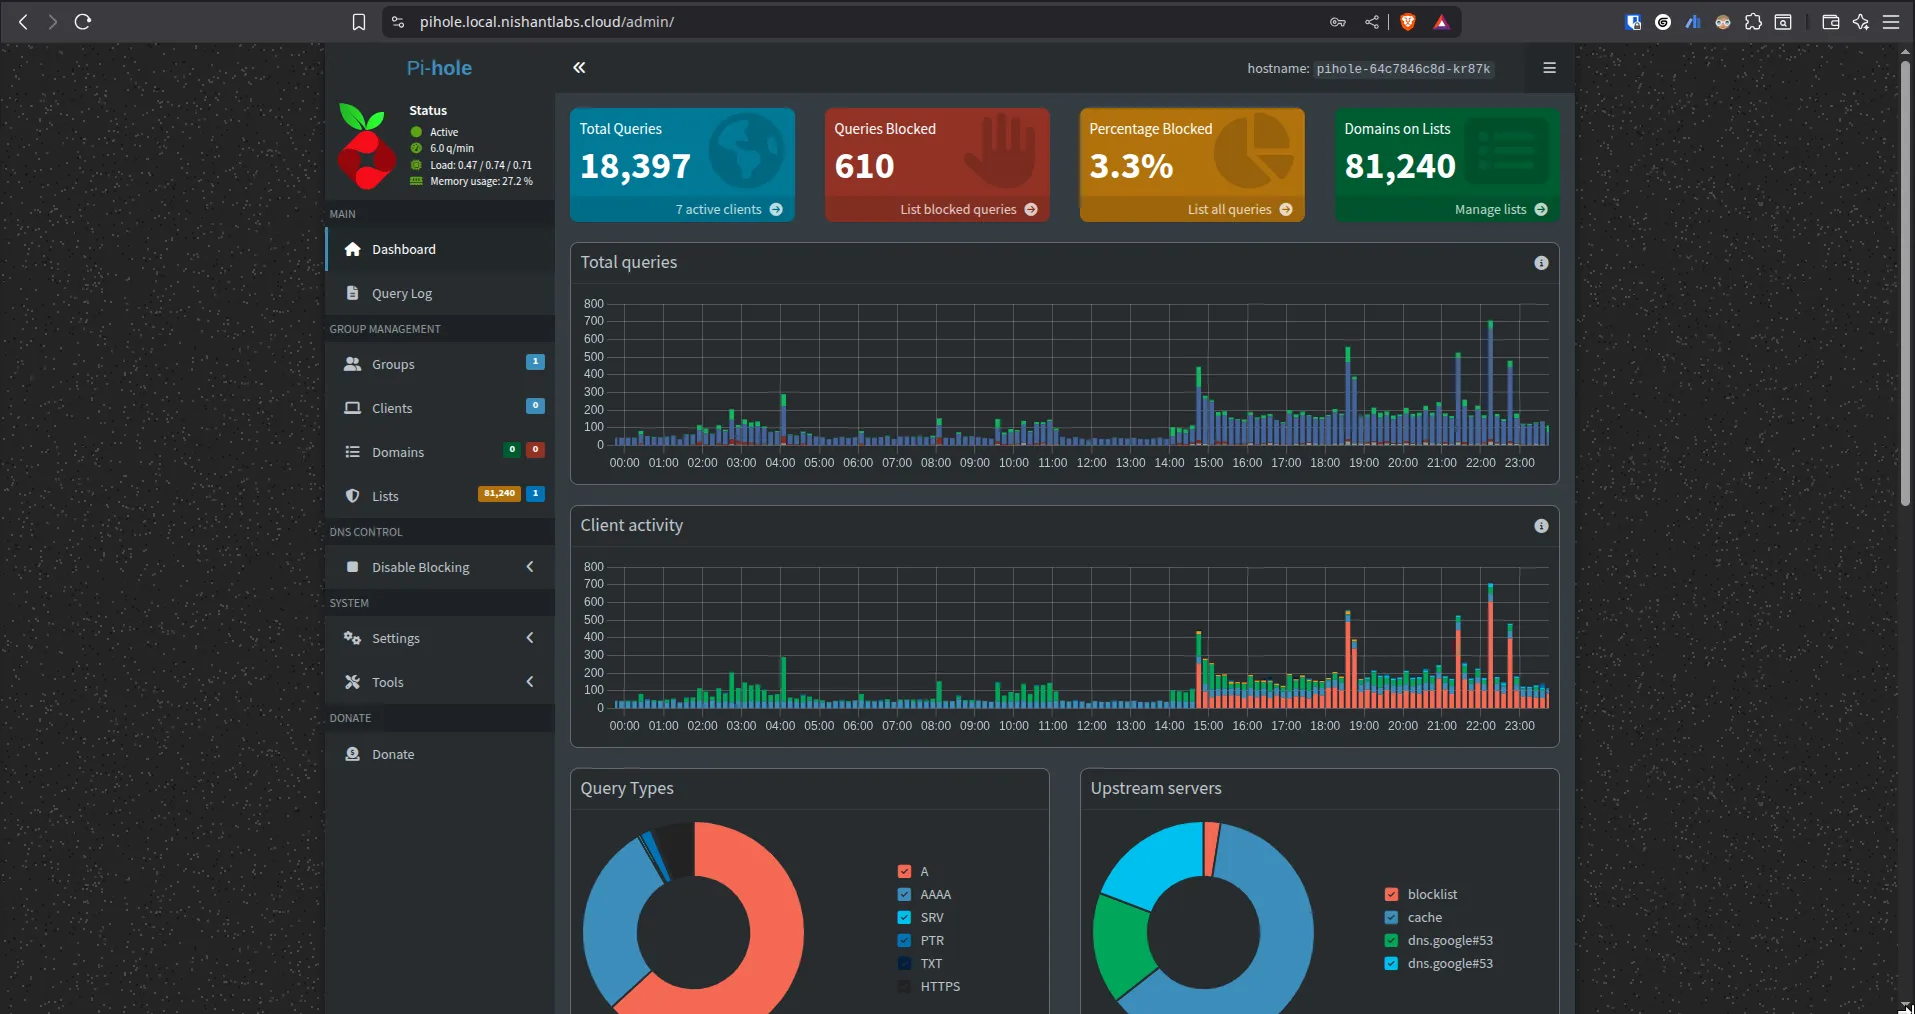 pihole.local.nishantlabs.cloud/admin/
Pi-hole
hostname: pihole-64c7846c8d-kr87k
Status
Active
6.0 q/min
Load: 0.47 / 0.74 / 0.71
Memory usage: 27.2 %
MAIN
Dashboard
Query Log
GROUP MANAGEMENT
Groups 1
Clients 0
Domains 0 0
Lists 81,240 1
DNS CONTROL
Disable Blocking
SYSTEM
Settings
Tools
DONATE
Donate
Total Queries
18,397
7 active clients
Queries Blocked
610
List blocked queries
Percentage Blocked
3.3%
List all queries
Domains on Lists
81,240
Manage lists
Total queries
800
700
600
500
400
300
200
100
0
00:00 01:00 02:00 03:00 04:00 05:00 06:00 07:00 08:00 09:00 10:00 11:00 12:00 13:00 14:00 15:00 16:00 17:00 18:00 19:00 20:00 21:00 22:00 23:00
Client activity
800
700
600
500
400
300
200
100
0
00:00 01:00 02:00 03:00 04:00 05:00 06:00 07:00 08:00 09:00 10:00 11:00 12:00 13:00 14:00 15:00 16:00 17:00 18:00 19:00 20:00 21:00 22:00 23:00
Query Types
A
AAAA
SRV
PTR
TXT
HTTPS
Upstream servers
blocklist
cache
dns.google#53
dns.google#53